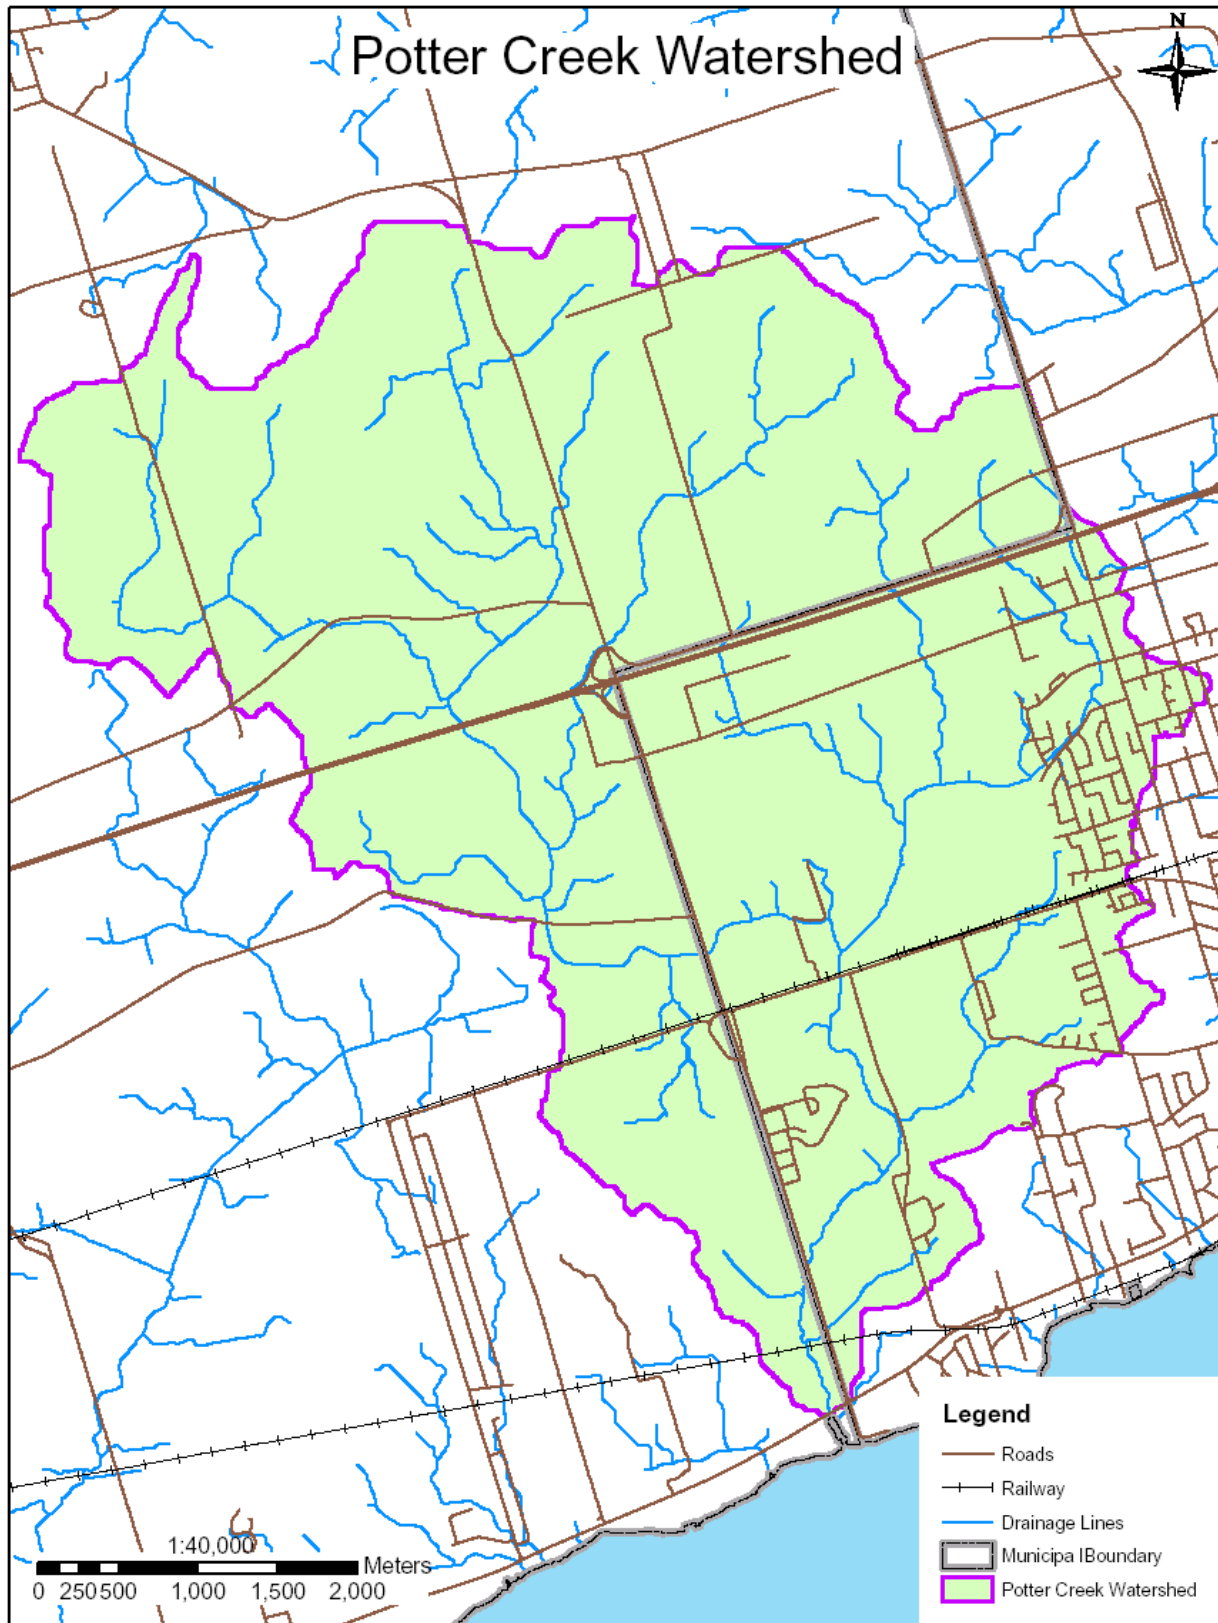 Potter Creek Watershed
N
Legend
Roads
Railway
Drainage Lines
Municipa lBoundary
Potter Creek Watershed
1:40,000
Meters
0 250 500 1,000 1,500 2,000